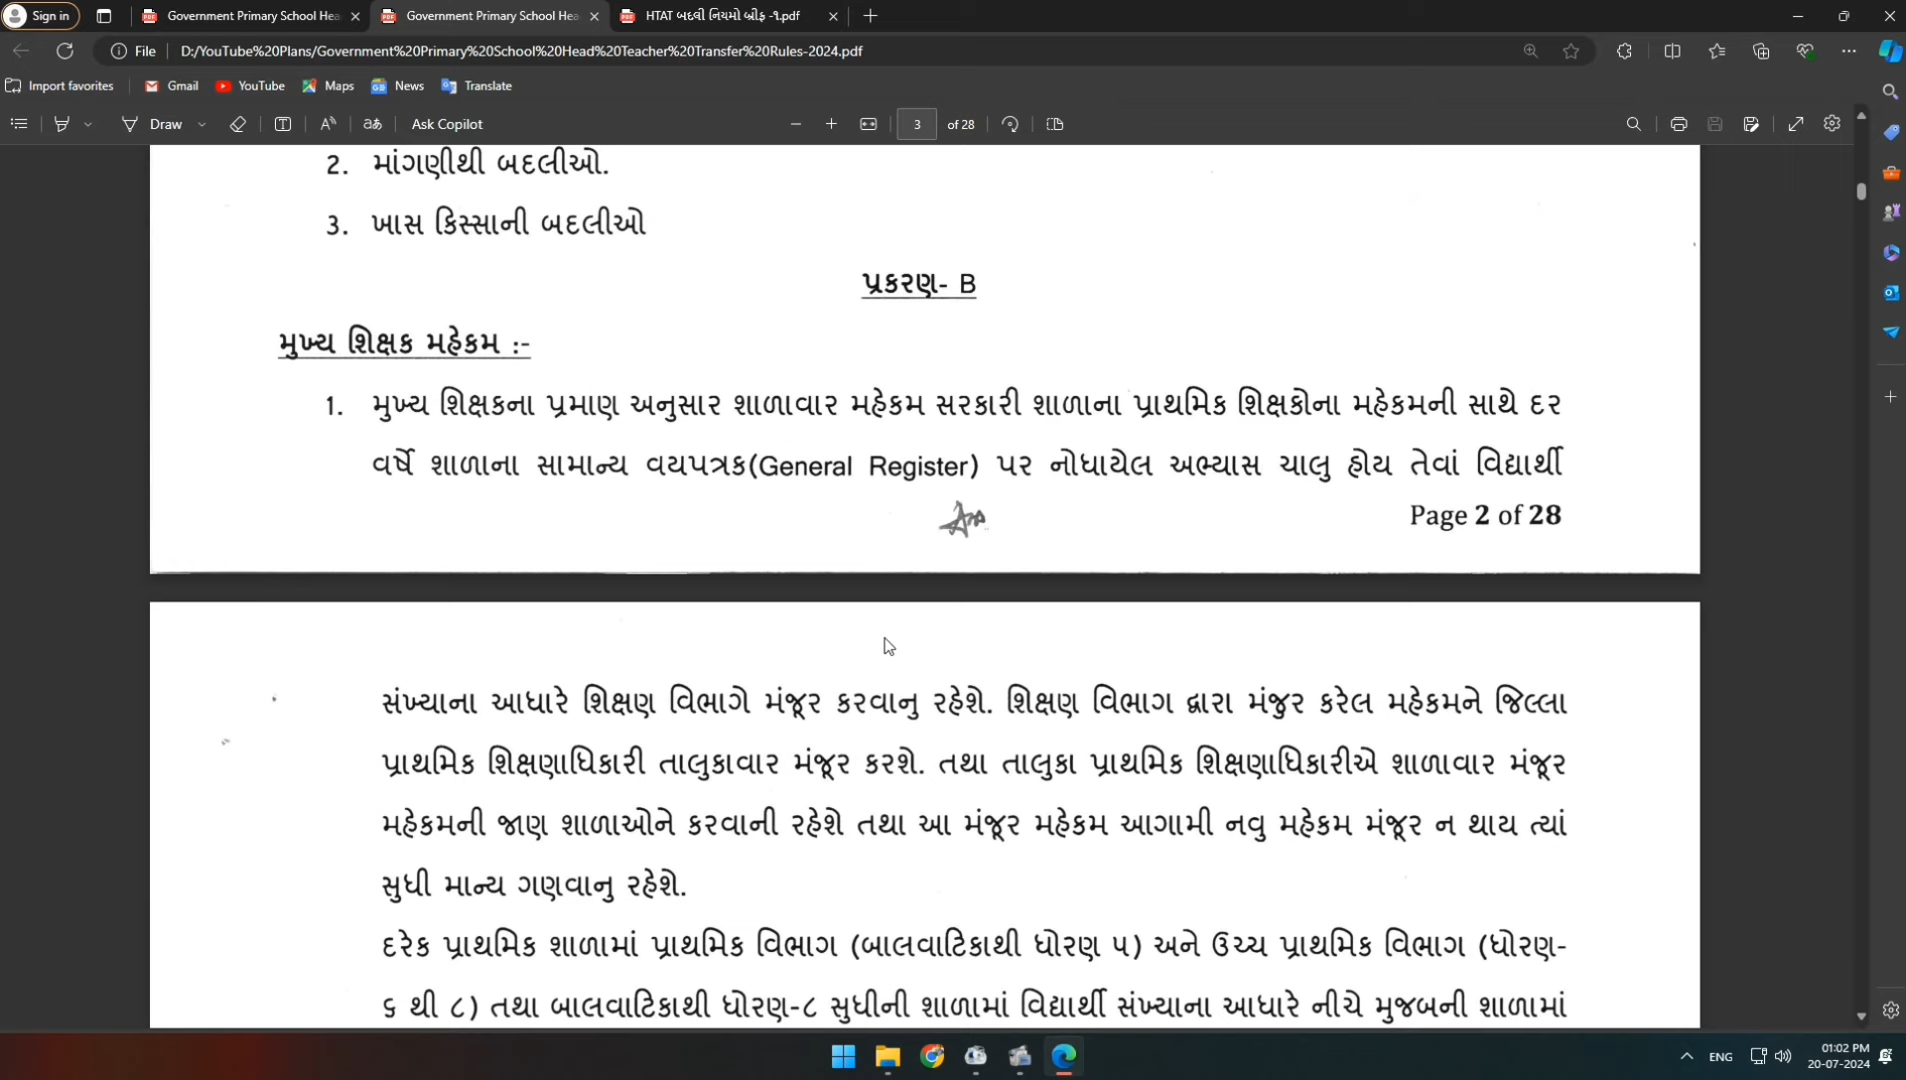 Sign in
Government Primary School Hea
Government Primary School Hea
HTAT બદલી નિયમો બ્રીફ -૧.pdf
File
D:/YouTube%20Plans/Government%20Primary%20School%20Head%20Teacher%20Transfer%20Rules-2024.pdf
Import favorites
Gmail
YouTube
Maps
News
Translate
Draw
Ask Copilot
3 of 28
2. માંગણીથી બદલીઓ.
3. ખાસ કિસ્સાની બદલીઓ
પ્રકરણ- B
મુખ્ય શિક્ષક મહેકમ :-
1. મુખ્ય શિક્ષકના પ્રમાણ અનુસાર શાળાવાર મહેકમ સરકારી શાળાના પ્રાથમિક શિક્ષકોના મહેકમની સાથે દર
વર્ષે શાળાના સામાન્ય વયપત્રક(General Register) પર નોધાયેલ અભ્યાસ ચાલુ હોય તેવાં વિદ્યાર્થી
Page 2 of 28
સંખ્યાના આધારે શિક્ષણ વિભાગે મંજૂર કરવાનુ રહેશે. શિક્ષણ વિભાગ દ્વારા મંજુર કરેલ મહેકમને જિલ્લા
પ્રાથમિક શિક્ષણાધિકારી તાલુકાવાર મંજૂર કરશે. તથા તાલુકા પ્રાથમિક શિક્ષણાધિકારીએ શાળાવાર મંજૂર
મહેકમની જાણ શાળાઓને કરવાની રહેશે તથા આ મંજૂર મહેકમ આગામી નવુ મહેકમ મંજૂર ન થાય ત્યાં
સુધી માન્ય ગણવાનુ રહેશે.
દરેક પ્રાથમિક શાળામાં પ્રાથમિક વિભાગ (બાલવાટિકાથી ધોરણ ૫) અને ઉચ્ચ પ્રાથમિક વિભાગ (ધોરણ-
૬ થી ૮) તથા બાલવાટિકાથી ધોરણ-૮ સુધીની શાળામાં વિદ્યાર્થી સંખ્યાના આધારે નીચે મુજબની શાળામાં
ENG
01:02 PM
20-07-2024